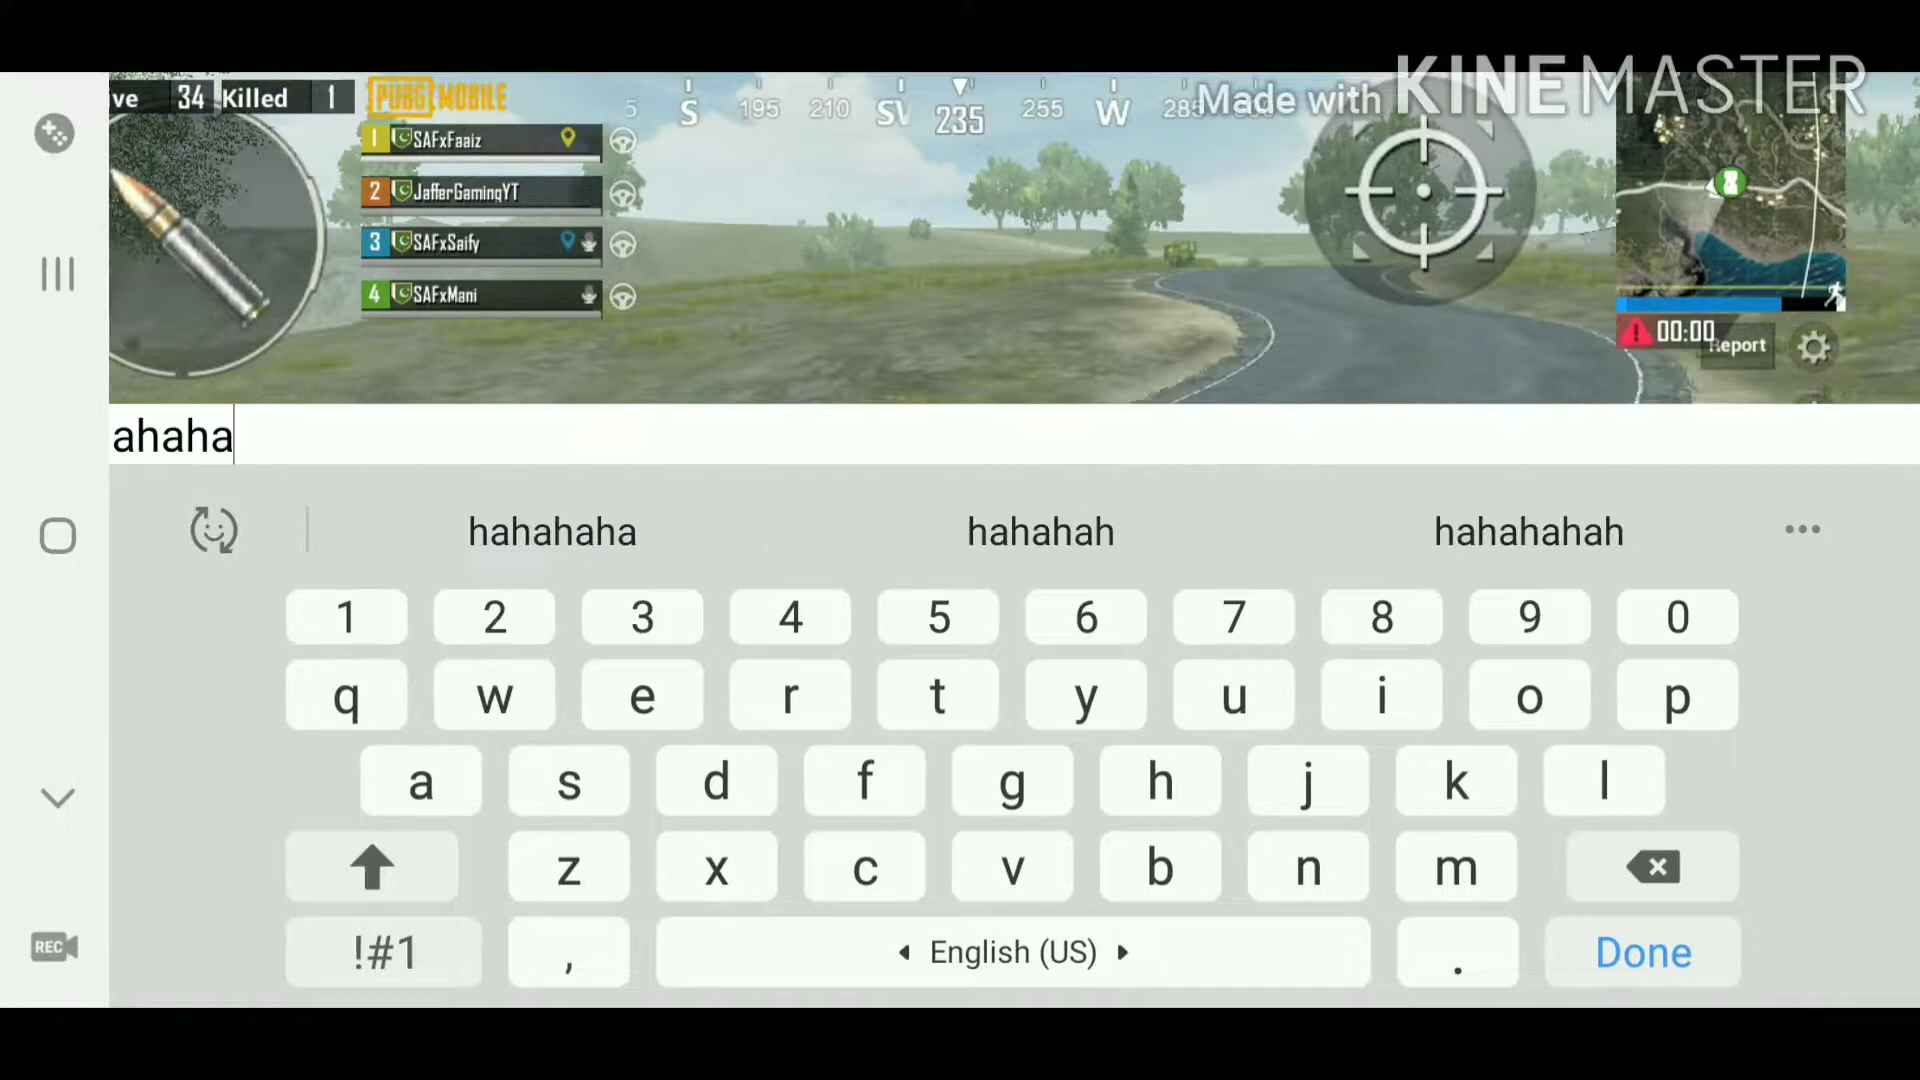 ve 34 Killed 1 PUBG MOBILE
5 S 195 210 SW 235 255 W 285
Made with KINEMASTER
1 SAFxFaaiz
2 JafferGamingYT
3 SAFxSaify
4 SAFxMani
00:00
Report
ahaha
hahahaha hahahah hahahahah
1 2 3 4 5 6 7 8 9 0
q w e r t y u i o p
a s d f g h j k l
z x c v b n m
!#1 , English (US) . Done
REC